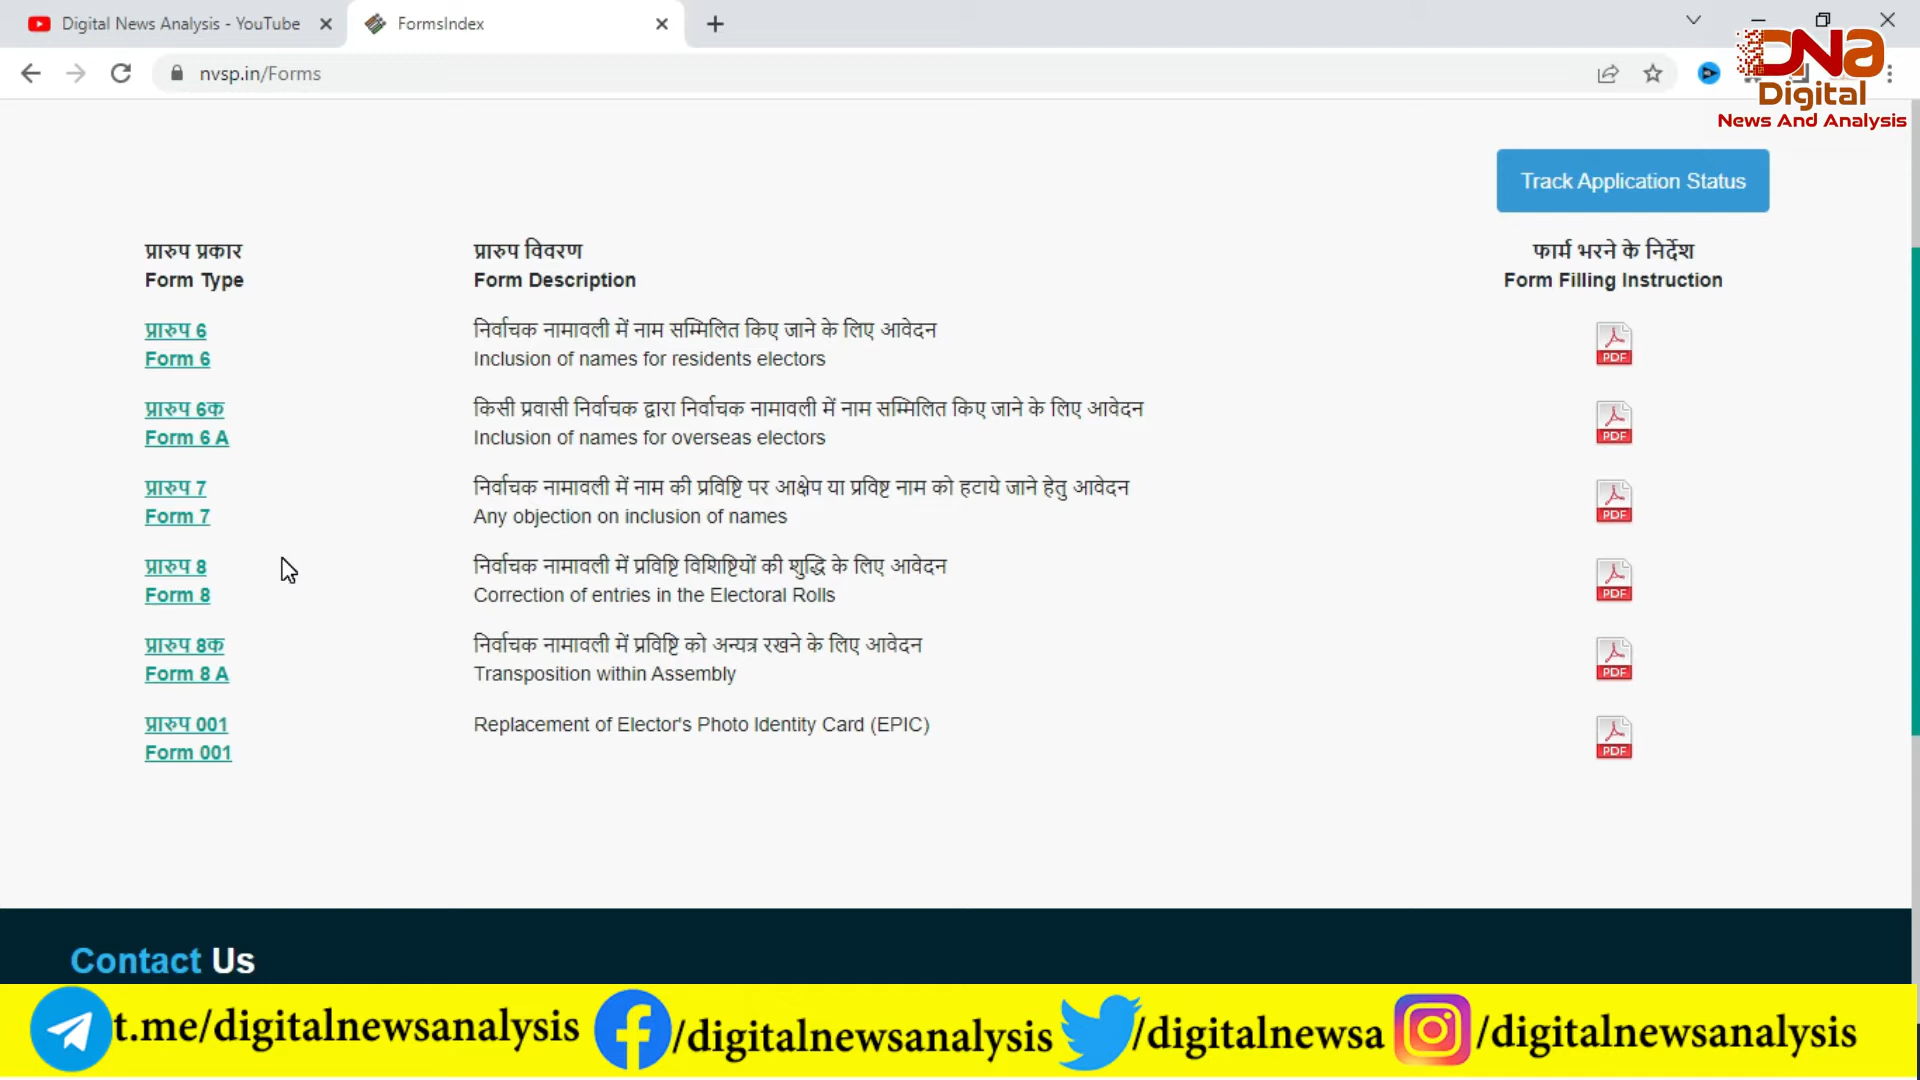 Digital News Analysis - YouTube
FormsIndex
nvsp.in/Forms
DNa
Digital
News And Analysis
Track Application Status
प्रारुप प्रकार
Form Type
प्रारुप विवरण
Form Description
फार्म भरने के निर्देश
Form Filling Instruction
प्रारुप 6
Form 6
निर्वाचक नामावली में नाम सम्मिलित किए जाने के लिए आवेदन
Inclusion of names for residents electors
PDF
प्रारुप 6क
Form 6 A
किसी प्रवासी निर्वाचक द्वारा निर्वाचक नामावली में नाम सम्मिलित किए जाने के लिए आवेदन
Inclusion of names for overseas electors
PDF
प्रारुप 7
Form 7
निर्वाचक नामावली में नाम की प्रविष्टि पर आक्षेप या प्रविष्ट नाम को हटाये जाने हेतु आवेदन
Any objection on inclusion of names
PDF
प्रारुप 8
Form 8
निर्वाचक नामावली में प्रविष्टि विशिष्टियों की शुद्धि के लिए आवेदन
Correction of entries in the Electoral Rolls
PDF
प्रारुप 8क
Form 8 A
निर्वाचक नामावली में प्रविष्टि को अन्यत्र रखने के लिए आवेदन
Transposition within Assembly
PDF
प्रारुप 001
Form 001
Replacement of Elector's Photo Identity Card (EPIC)
PDF
Contact Us
t.me/digitalnewsanalysis
/digitalnewsanalysis
/digitalnewsa
/digitalnewsanalysis